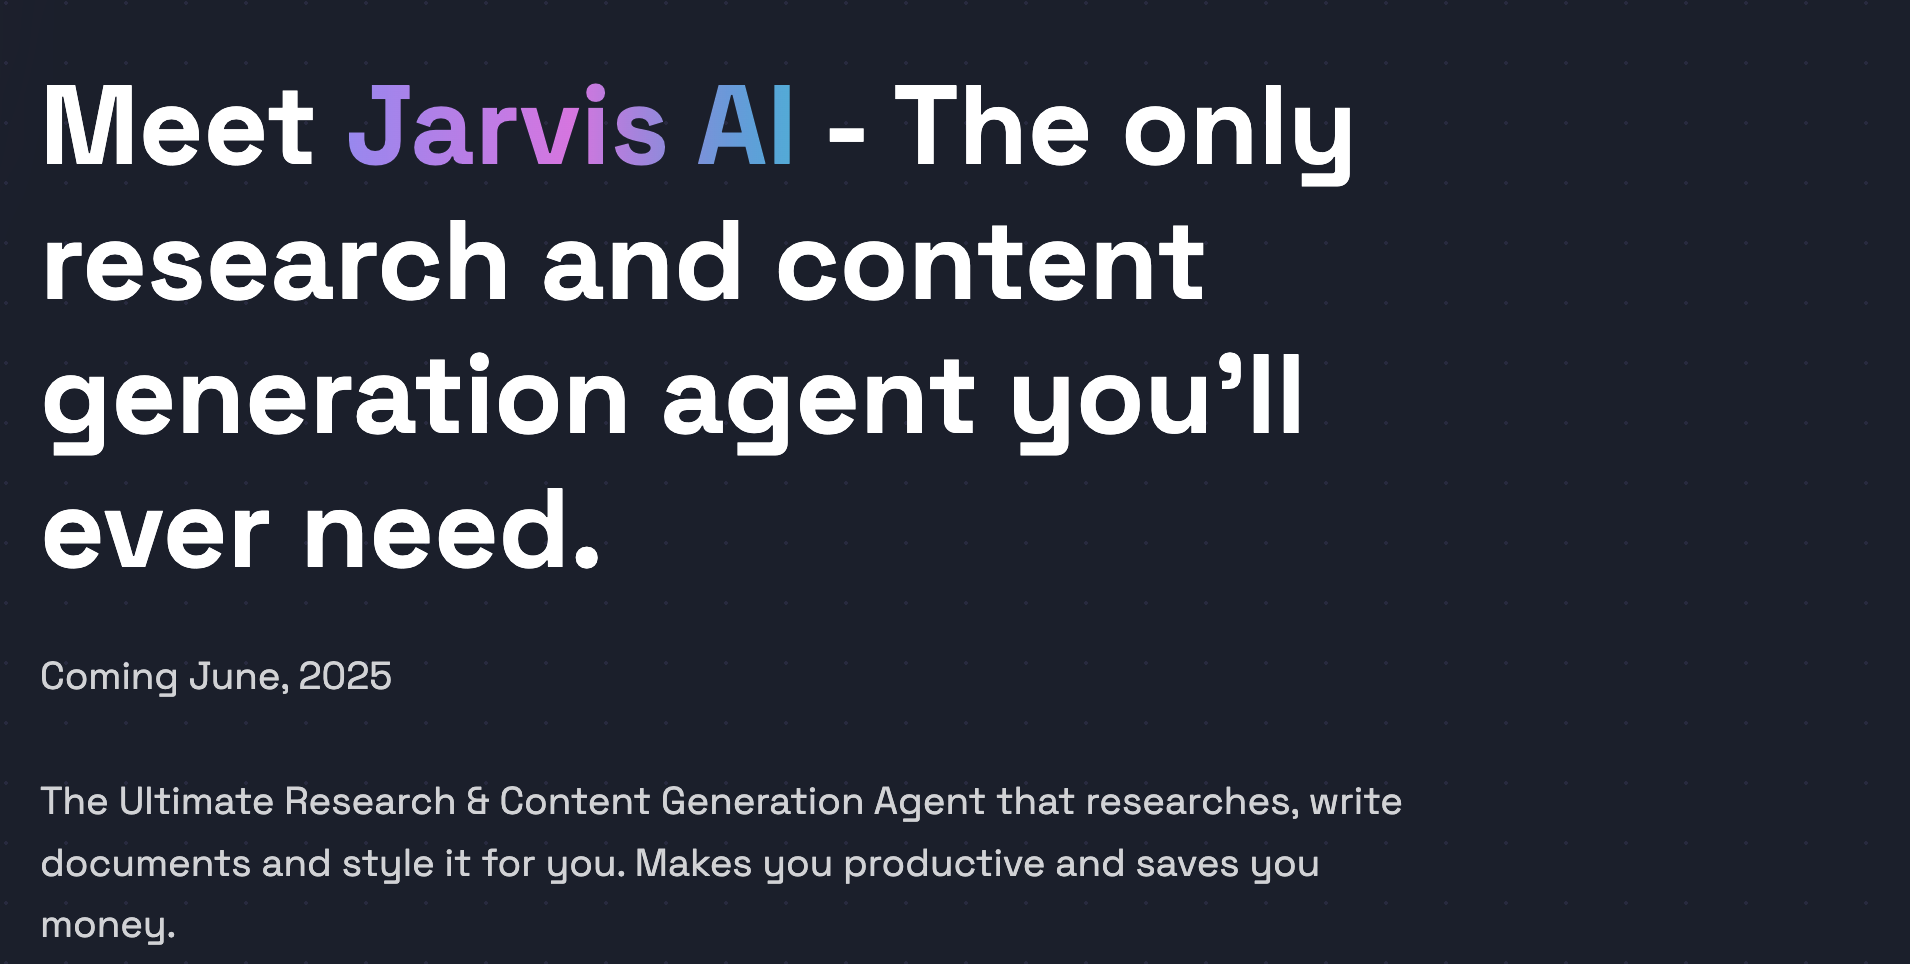 Meet Jarvis AI - The only
research and content
generation agent you’ll
ever need.
Coming June, 2025
The Ultimate Research & Content Generation Agent that researches, write
documents and style it for you. Makes you productive and saves you
money.